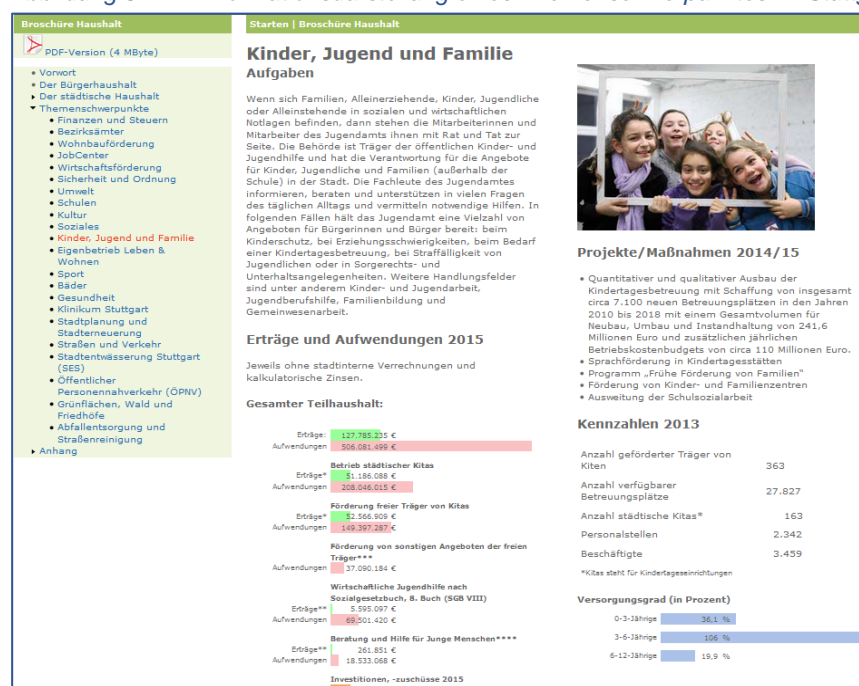 Broschüre Haushalt
PDF-Version (4 MByte)
Vorwort
Der Bürgerhaushalt
Der städtische Haushalt
Themenschwerpunkte
Finanzen und Steuern
Bezirksämter
Wohnbauförderung
JobCenter
Wirtschaftsförderung
Sicherheit und Ordnung
Umwelt
Schulen
Kultur
Soziales
Kinder, Jugend und Familie
Eigenbetrieb Leben &
Wohnen
Sport
Bäder
Gesundheit
Klinikum Stuttgart
Stadtplanung und
Stadterneuerung
Straßen und Verkehr
Stadtentwässerung Stuttgart
(SES)
Öffentlicher
Personennahverkehr (ÖPNV)
Grünflächen, Wald und
Friedhöfe
Abfallentsorgung und
Straßenreinigung
Anhang
Starten | Broschüre Haushalt
Kinder, Jugend und Familie
Aufgaben
Wenn sich Familien, Alleinerziehende, Kinder, Jugendliche
oder Alleinstehende in sozialen und wirtschaftlichen
Notlagen befinden, dann stehen die Mitarbeiterinnen und
Mitarbeiter des Jugendamts ihnen mit Rat und Tat zur
Seite. Die Behörde ist Träger der öffentlichen Kinder- und
Jugendhilfe und hat die Verantwortung für die Angebote
für Kinder, Jugendliche und Familien (außerhalb der
Schule) in der Stadt. Die Fachleute des Jugendamtes
informieren, beraten und unterstützen in vielen Fragen
des täglichen Alltags und vermitteln notwendige Hilfen. In
folgenden Fällen hält das Jugendamt eine Vielzahl von
Angeboten für Bürgerinnen und Bürger bereit: beim
Kinderschutz, bei Erziehungsschwierigkeiten, beim Bedarf
einer Kindertagesbetreuung, bei Straffälligkeit von
Jugendlichen oder in Sorgerechts- und
Unterhaltsangelegenheiten. Weitere Handlungsfelder
sind unter anderem Kinder- und Jugendarbeit,
Jugendberufshilfe, Familienbildung und
Gemeinwesenarbeit.
Erträge und Aufwendungen 2015
Jeweils ohne stadtinterne Verrechnungen und
kalkulatorische Zinsen.
Gesamter Teilhaushalt:
Erträge: 127.785.235 €
Aufwendungen 506.081.499 €
Betrieb städtischer Kitas
Erträge* 51.186.088 €
Aufwendungen 208.046.015 €
Förderung freier Träger von Kitas
Erträge* 52.566.909 €
Aufwendungen 149.397.287 €
Förderung von sonstigen Angeboten der freien
Träger***
Aufwendungen 37.090.184 €
Wirtschaftliche Jugendhilfe nach
Sozialgesetzbuch, 8. Buch (SGB VIII)
Erträge** 5.595.097 €
Aufwendungen 69.501.420 €
Beratung und Hilfe für Junge Menschen****
Erträge** 261.851 €
Aufwendungen 18.533.068 €
Investitionen, -zuschüsse 2015
Projekte/Maßnahmen 2014/15
Quantitativer und qualitativer Ausbau der
Kindertagesbetreuung mit Schaffung von insgesamt
circa 7.100 neuen Betreuungsplätzen in den Jahren
2010 bis 2018 mit einem Gesamtvolumen für
Neubau, Umbau und Instandhaltung von 241,6
Millionen Euro und zusätzlichen jährlichen
Betriebskostenbudgets von circa 110 Millionen Euro.
Sprachförderung in Kindertagesstätten
Programm „Frühe Förderung von Familien"
Förderung von Kinder- und Familienzentren
Ausweitung der Schulsozialarbeit
Kennzahlen 2013
Anzahl geförderter Träger von
Kiten 363
Anzahl verfügbarer
Betreuungsplätze 27.827
Anzahl städtische Kitas* 163
Personalstellen 2.342
Beschäftigte 3.459
*Kitas steht für Kindertageseinrichtungen
Versorgungsgrad (in Prozent)
0-3-Jährige 36,1 %
3-6-Jährige 106 %
6-12-Jährige 19,9 %